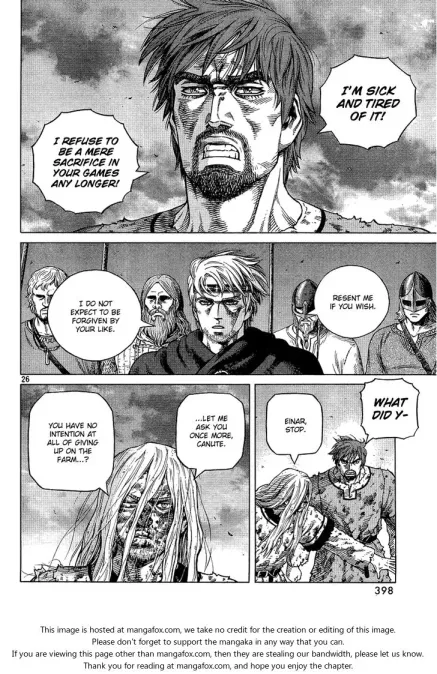 I'M SICK
AND TIRED
OF IT!
I REFUSE TO
BE A MERE
SACRIFICE IN
YOUR GAMES
ANY LONGER!
I DO NOT
EXPECT TO BE
FORGIVEN BY
YOUR LIKE.
RESENT ME
IF YOU WISH.
26
WHAT
DID Y-
EINAR,
STOP.
...LET ME
ASK YOU
ONCE MORE,
CANUTE.
YOU HAVE NO
INTENTION AT
ALL OF GIVING
UP ON THE
FARM...?
398
This image is hosted at mangafox.com, we take no credit for the creation or editing of this image.
Please don't forget to support the mangaka in any way that you can.
If you are viewing this page other than mangafox.com, then they are stealing our bandwidth, please let us know.
Thank you for reading at mangafox.com, and hope you enjoy the chapter.